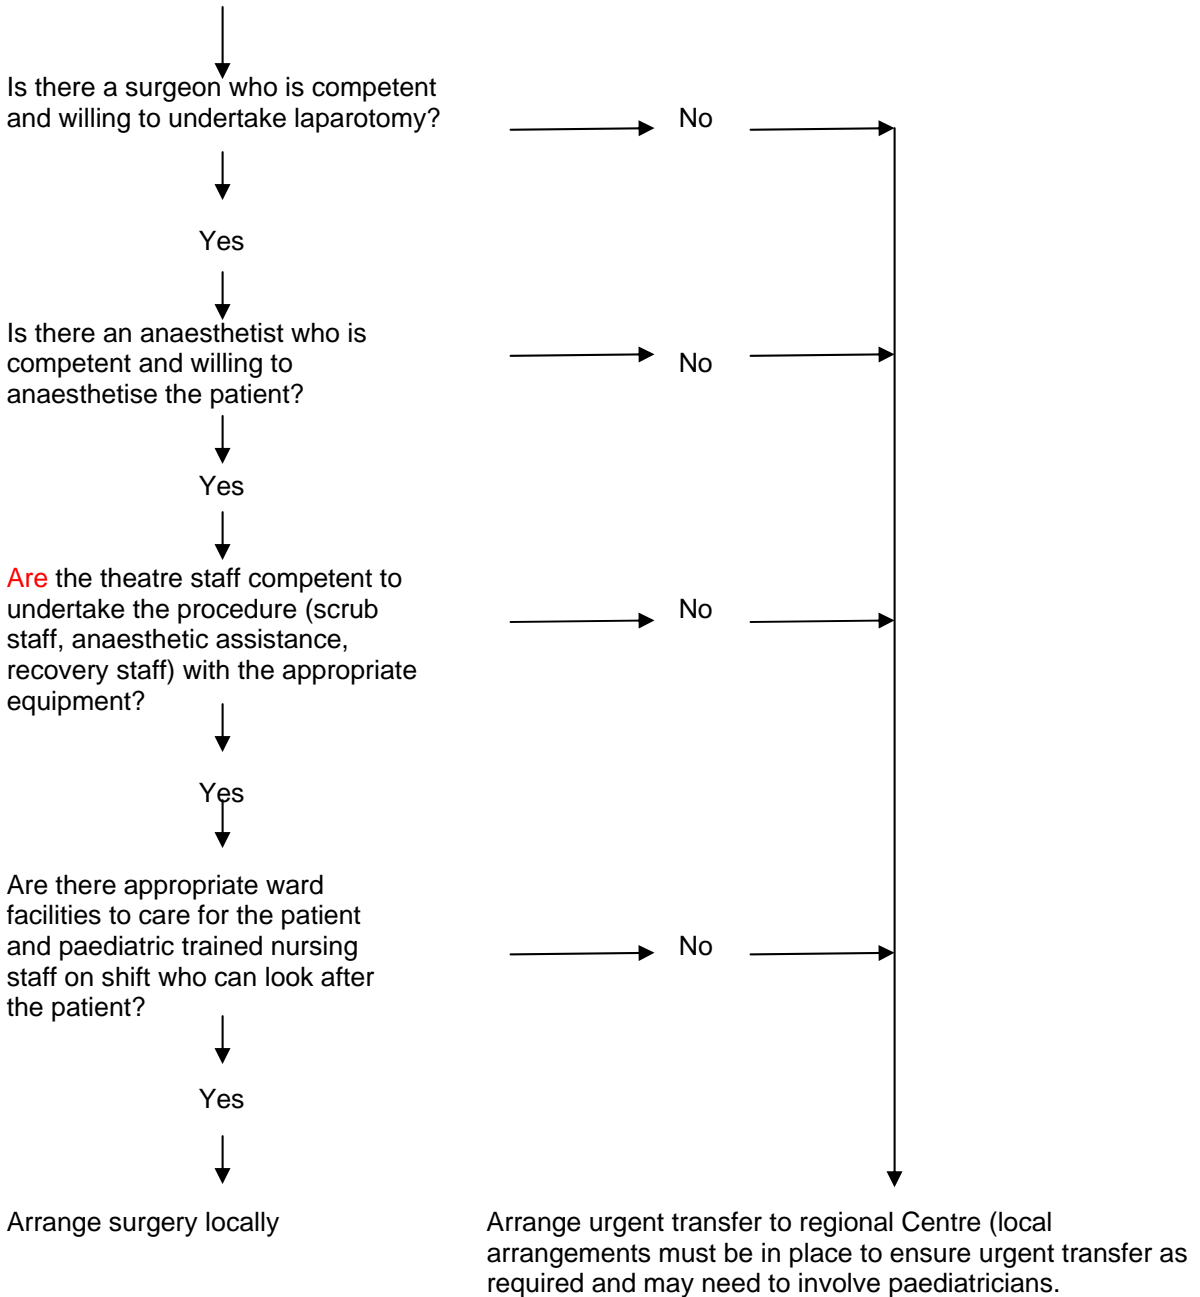 Is there a surgeon who is competent
and willing to undertake laparotomy?
No
Yes
Is there an anaesthetist who is
competent and willing to
anaesthetise the patient?
No
Yes
Are the theatre staff competent to
undertake the procedure (scrub
staff, anaesthetic assistance,
recovery staff) with the appropriate
equipment?
No
Yes
Are there appropriate ward
facilities to care for the patient
and paediatric trained nursing
staff on shift who can look after
the patient?
No
Yes
Arrange surgery locally
Arrange urgent transfer to regional Centre (local
arrangements must be in place to ensure urgent transfer as
required and may need to involve paediatricians.